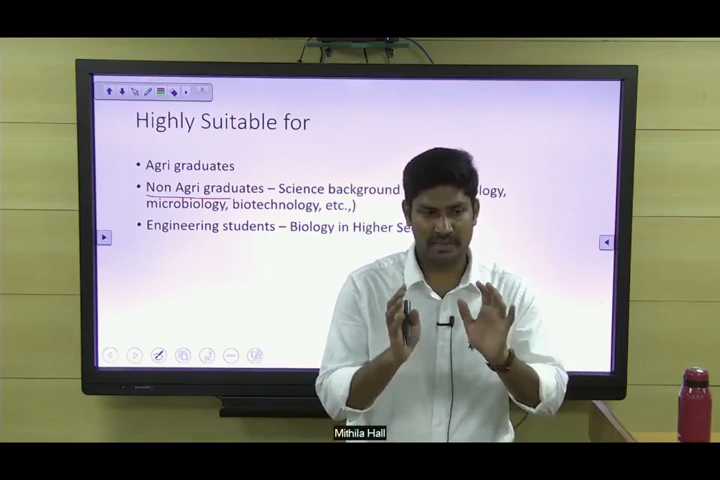 Highly Suitable for
• Agri graduates
• Non Agri graduates – Science background
microbiology, biotechnology, etc.,)
• Engineering students – Biology in Higher
Mithila Hall